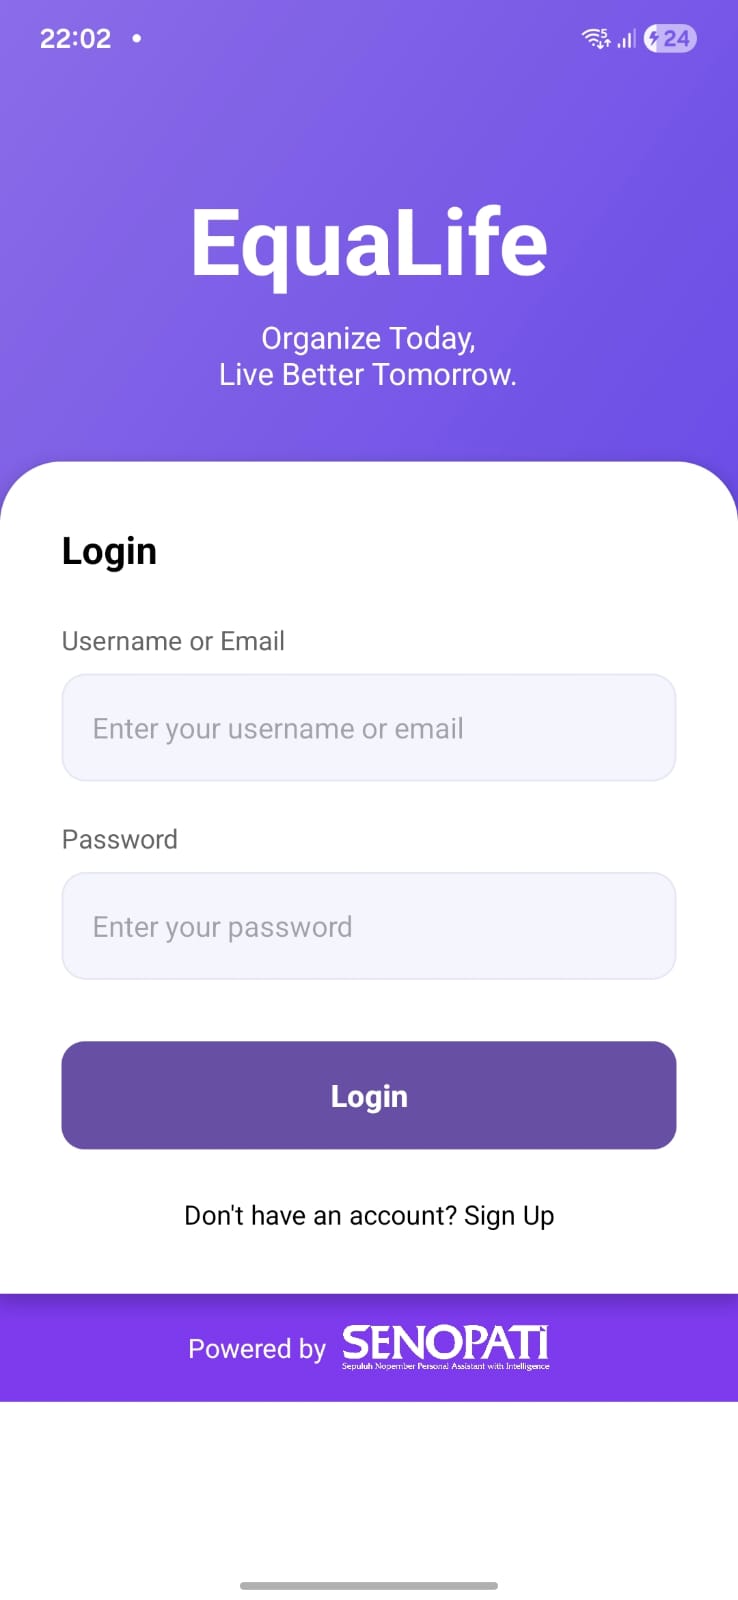 22:02
5
24
EquaLife
Organize Today,
Live Better Tomorrow.
Login
Username or Email
Enter your username or email
Password
Enter your password
Login
Don't have an account? Sign Up
Powered by SENOPATI
Sepuluh Nopember Personal Assistant with Intelligence